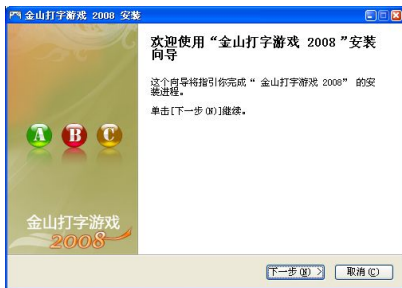 金山打字游戏 2008 安装
欢迎使用“金山打字游戏 2008 ”安装
向导
这个向导将指引你完成“ 金山打字游戏 2008” 的安
装进程。
单击[下一步(N)]继续。
A B C
金山打字游戏
2008
下一步(N) >
取消(C)